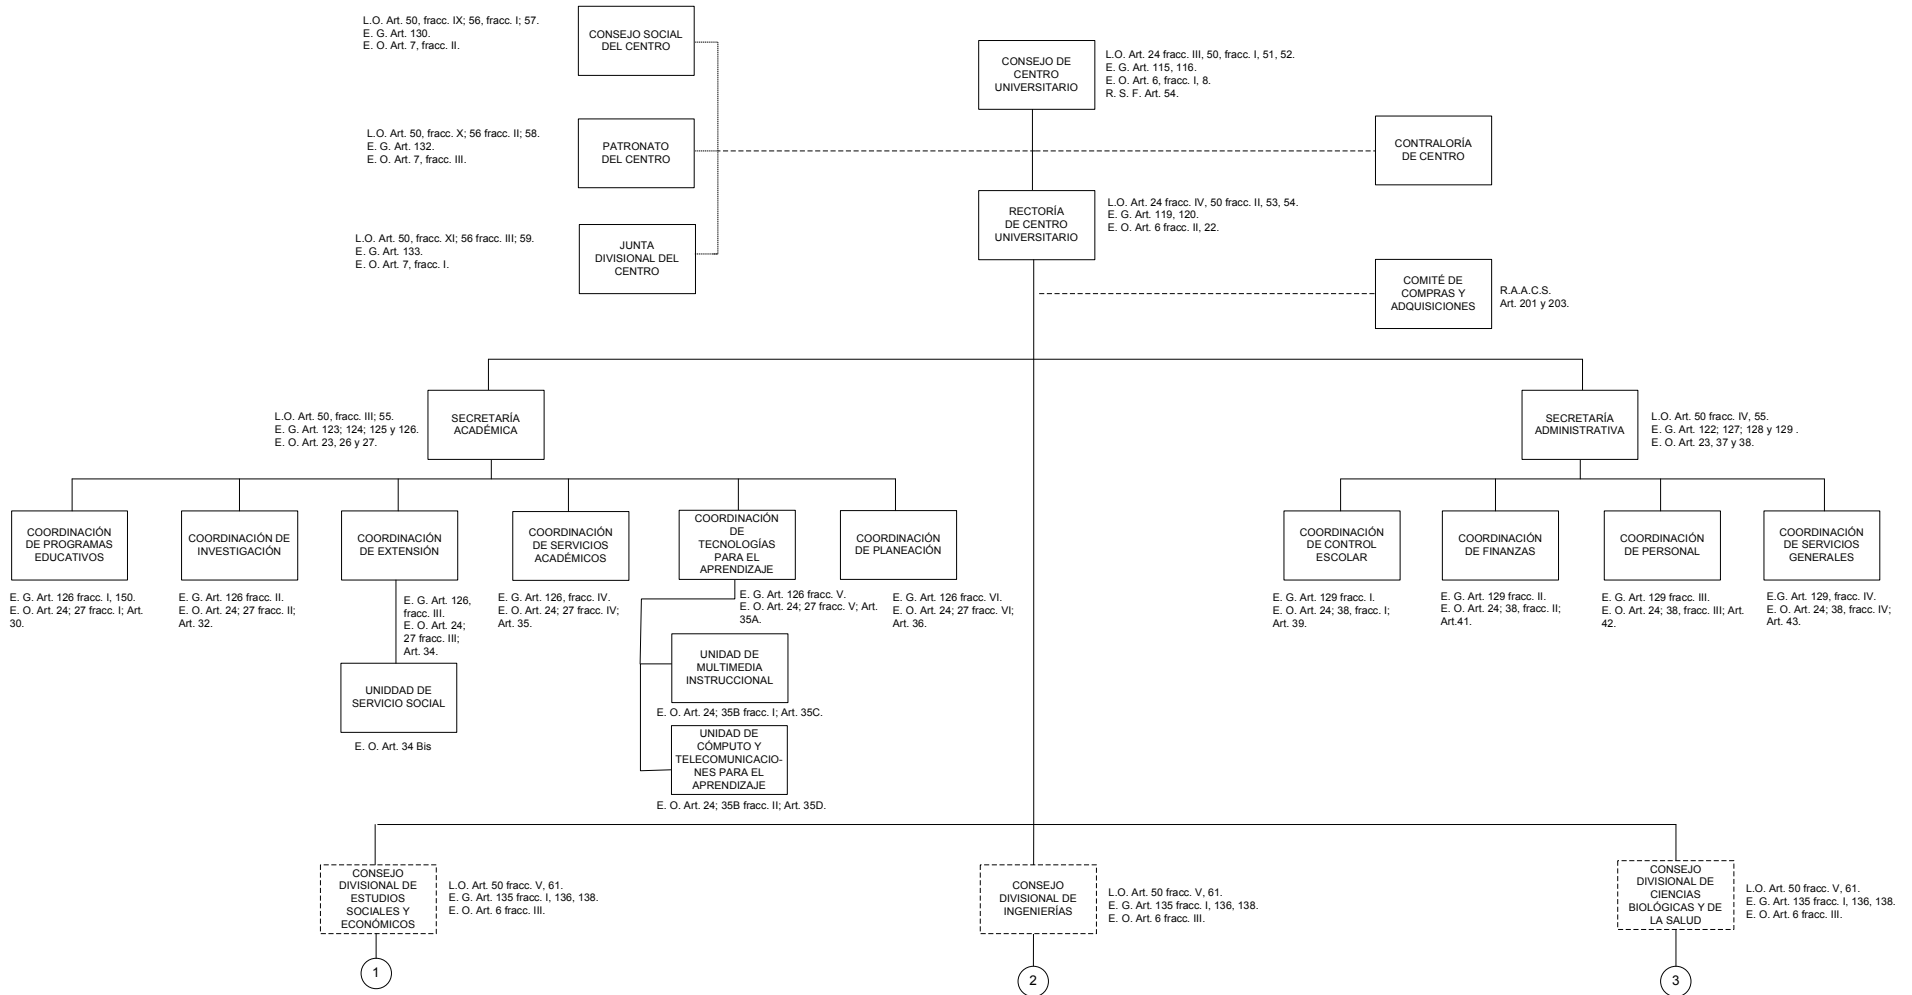 L.O. Art. 50, fracc. IX; 56, fracc. I; 57.
E. G. Art. 130.
E. O. Art. 7, fracc. II.
CONSEJO SOCIAL
DEL CENTRO
CONSEJO DE
CENTRO
UNIVERSITARIO
L.O. Art. 24 fracc. III, 50, fracc. I, 51, 52.
E. G. Art. 115, 116.
E. O. Art. 6, fracc. I, 8.
R. S. F. Art. 54.
L.O. Art. 50, fracc. X; 56 fracc. II; 58.
E. G. Art. 132.
E. O. Art. 7, fracc. III.
PATRONATO
DEL CENTRO
CONTRALORÍA
DE CENTRO
RECTORÍA
DE CENTRO
UNIVERSITARIO
L.O. Art. 24 fracc. IV, 50 fracc. II, 53, 54.
E. G. Art. 119, 120.
E. O. Art. 6 fracc. II, 22.
L.O. Art. 50, fracc. XI; 56 fracc. III; 59.
E. G. Art. 133.
E. O. Art. 7, fracc. I.
JUNTA
DIVISIONAL DEL
CENTRO
COMITÉ DE
COMPRAS Y
ADQUISICIONES
R.A.A.C.S.
Art. 201 y 203.
L.O. Art. 50, fracc. III; 55.
E. G. Art. 123; 124; 125 y 126.
E. O. Art. 23, 26 y 27.
SECRETARÍA
ACADÉMICA
SECRETARÍA
ADMINISTRATIVA
L.O. Art. 50 fracc. IV, 55.
E. G. Art. 122; 127; 128 y 129 .
E. O. Art. 23, 37 y 38.
COORDINACIÓN
DE PROGRAMAS
EDUCATIVOS
E. G. Art. 126 fracc. I, 150.
E. O. Art. 24; 27 fracc. I; Art.
30.
COORDINACIÓN DE
INVESTIGACIÓN
E. G. Art. 126 fracc. II.
E. O. Art. 24; 27 fracc. II;
Art. 32.
COORDINACIÓN
DE EXTENSIÓN
E. G. Art. 126,
fracc. III.
E. O. Art. 24;
27 fracc. III;
Art. 34.
UNIDDAD DE
SERVICIO SOCIAL
E. O. Art. 34 Bis
COORDINACIÓN
DE SERVICIOS
ACADÉMICOS
E. G. Art. 126, fracc. IV.
E. O. Art. 24; 27 fracc. IV;
Art. 35.
COORDINACIÓN
DE
TECNOLOGÍAS
PARA EL
APRENDIZAJE
E. G. Art. 126 fracc. V.
E. O. Art. 24; 27 fracc. V; Art.
35A.
UNIDAD DE
MULTIMEDIA
INSTRUCCIONAL
E. O. Art. 24; 35B fracc. I; Art. 35C.
UNIDAD DE
CÓMPUTO Y
TELECOMUNICACIO-
NES PARA EL
APRENDIZAJE
E. O. Art. 24; 35B fracc. II; Art. 35D.
COORDINACIÓN
DE PLANEACIÓN
E. G. Art. 126 fracc. VI.
E. O. Art. 24; 27 fracc. VI;
Art. 36.
COORDINACIÓN
DE CONTROL
ESCOLAR
E. G. Art. 129 fracc. I.
E. O. Art. 24; 38, fracc. I;
Art. 39.
COORDINACIÓN
DE FINANZAS
E. G. Art. 129 fracc. II.
E. O. Art. 24; 38, fracc. II;
Art.41.
COORDINACIÓN
DE PERSONAL
E. G. Art. 129 fracc. III.
E. O. Art. 24; 38, fracc. III; Art.
42.
COORDINACIÓN
DE SERVICIOS
GENERALES
E.G. Art. 129, fracc. IV.
E. O. Art. 24; 38, fracc. IV;
Art. 43.
CONSEJO
DIVISIONAL DE
ESTUDIOS
SOCIALES Y
ECONÓMICOS
L.O. Art. 50 fracc. V, 61.
E. G. Art. 135 fracc. I, 136, 138.
E. O. Art. 6 fracc. III.
1
CONSEJO
DIVISIONAL DE
INGENIERÍAS
L.O. Art. 50 fracc. V, 61.
E. G. Art. 135 fracc. I, 136, 138.
E. O. Art. 6 fracc. III.
2
CONSEJO
DIVISIONAL DE
CIENCIAS
BIOLÓGICAS Y DE
LA SALUD
L.O. Art. 50 fracc. V, 61.
E. G. Art. 135 fracc. I, 136, 138.
E. O. Art. 6 fracc. III.
3